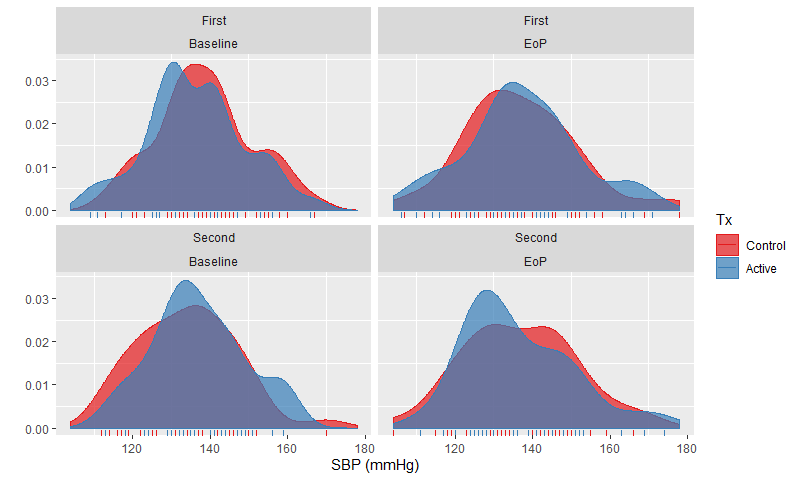 First
First
Baseline
EoP
0.03
0.02
0.01
0.00
Second
Second
Baseline
EoP
0.03
0.02
0.01
0.00
120
140
160
180
120
140
160
180
SBP (mmHg)
Tx
Control
Active